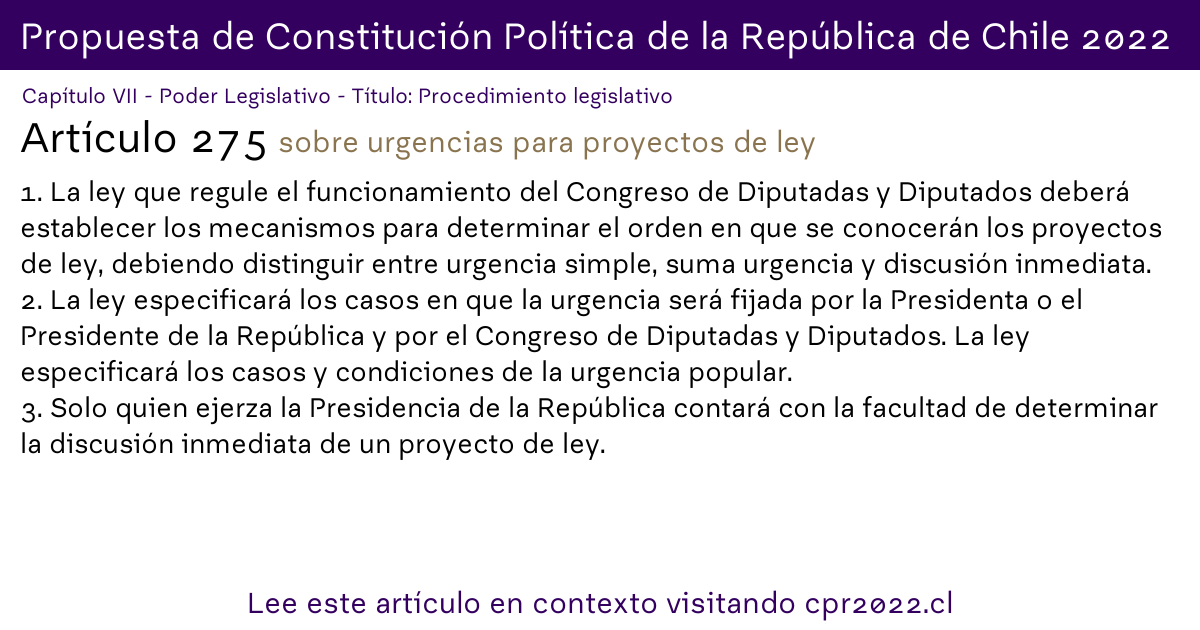 Propuesta de Constitución Política de la República de Chile 2022
Capítulo VII - Poder Legislativo - Título: Procedimiento legislativo
Artículo 275 sobre urgencias para proyectos de ley
1. La ley que regule el funcionamiento del Congreso de Diputadas y Diputados deberá
establecer los mecanismos para determinar el orden en que se conocerán los proyectos
de ley, debiendo distinguir entre urgencia simple, suma urgencia y discusión inmediata.
2. La ley especificará los casos en que la urgencia será fijada por la Presidenta o el
Presidente de la República y por el Congreso de Diputadas y Diputados. La ley
especificará los casos y condiciones de la urgencia popular.
3. Solo quien ejerza la Presidencia de la República contará con la facultad de determinar
la discusión inmediata de un proyecto de ley.
Lee este artículo en contexto visitando cpr2022.cl